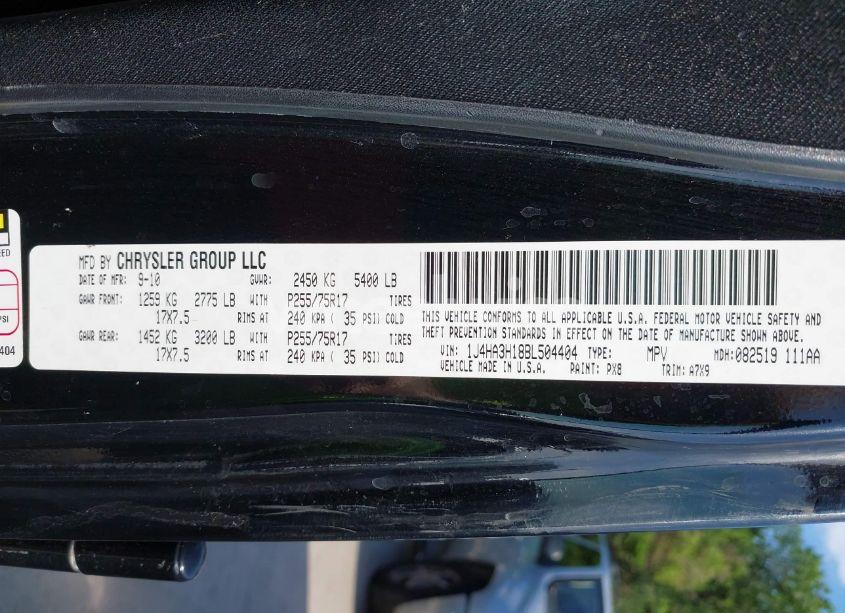 MFD BY CHRYSLER GROUP LLC
DATE OF MFR: 9-10 GVWR: 2450 KG 5400 LB
GAWR FRONT: 1259 KG 2775 LB WITH P255/75R17 TIRES
17X7.5 RIMS AT 240 KPA ( 35 PSI) COLD
GAWR REAR: 1452 KG 3200 LB WITH P255/75R17 TIRES
17X7.5 RIMS AT 240 KPA ( 35 PSI) COLD
THIS VEHICLE CONFORMS TO ALL APPLICABLE U.S.A. FEDERAL MOTOR VEHICLE SAFETY AND
THEFT PREVENTION STANDARDS IN EFFECT ON THE DATE OF MANUFACTURE SHOWN ABOVE.
VIN: 1J4HA3H18BL504404 TYPE: MPV MDH: 082519 111AA
VEHICLE MADE IN U.S.A. PAINT: PX8 TRIM: A7X9
404